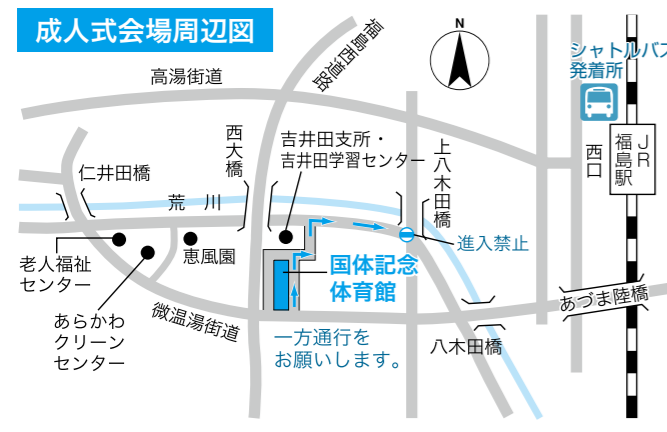 成人式会場周辺図
福島西道路
N
シャトルバス
発着所
高湯街道
西大橋
吉井田支所・
吉井田学習センター
上八木田橋
西口
JR
福島駅
仁井田橋
荒川
進入禁止
老人福祉
センター
恵風園
国体記念
体育館
あづま陸橋
微温湯街道
あらかわ
クリーン
センター
一方通行を
お願いします。
八木田橋